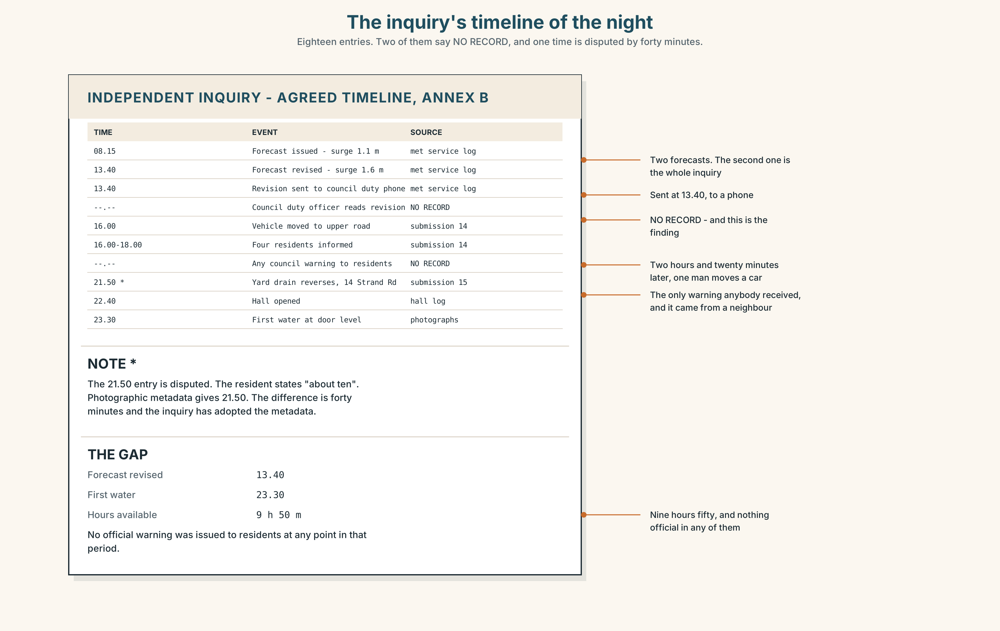 The inquiry's timeline of the night
Eighteen entries. Two of them say NO RECORD, and one time is disputed by forty minutes.
INDEPENDENT INQUIRY - AGREED TIMELINE, ANNEX B
TIME EVENT SOURCE
08.15 Forecast issued - surge 1.1 m met service log
13.40 Forecast revised - surge 1.6 m met service log
13.40 Revision sent to council duty phone met service log
--.-- Council duty officer reads revision NO RECORD
16.00 Vehicle moved to upper road submission 14
16.00-18.00 Four residents informed submission 14
--.-- Any council warning to residents NO RECORD
21.50 * Yard drain reverses, 14 Strand Rd submission 15
22.40 Hall opened hall log
23.30 First water at door level photographs
NOTE *
The 21.50 entry is disputed. The resident states "about ten".
Photographic metadata gives 21.50. The difference is forty
minutes and the inquiry has adopted the metadata.
THE GAP
Forecast revised 13.40
First water 23.30
Hours available 9 h 50 m
No official warning was issued to residents at any point in that
period.
Two forecasts. The second one is
the whole inquiry
Sent at 13.40, to a phone
NO RECORD - and this is the
finding
Two hours and twenty minutes
later, one man moves a car
The only warning anybody received,
and it came from a neighbour
Nine hours fifty, and nothing
official in any of them